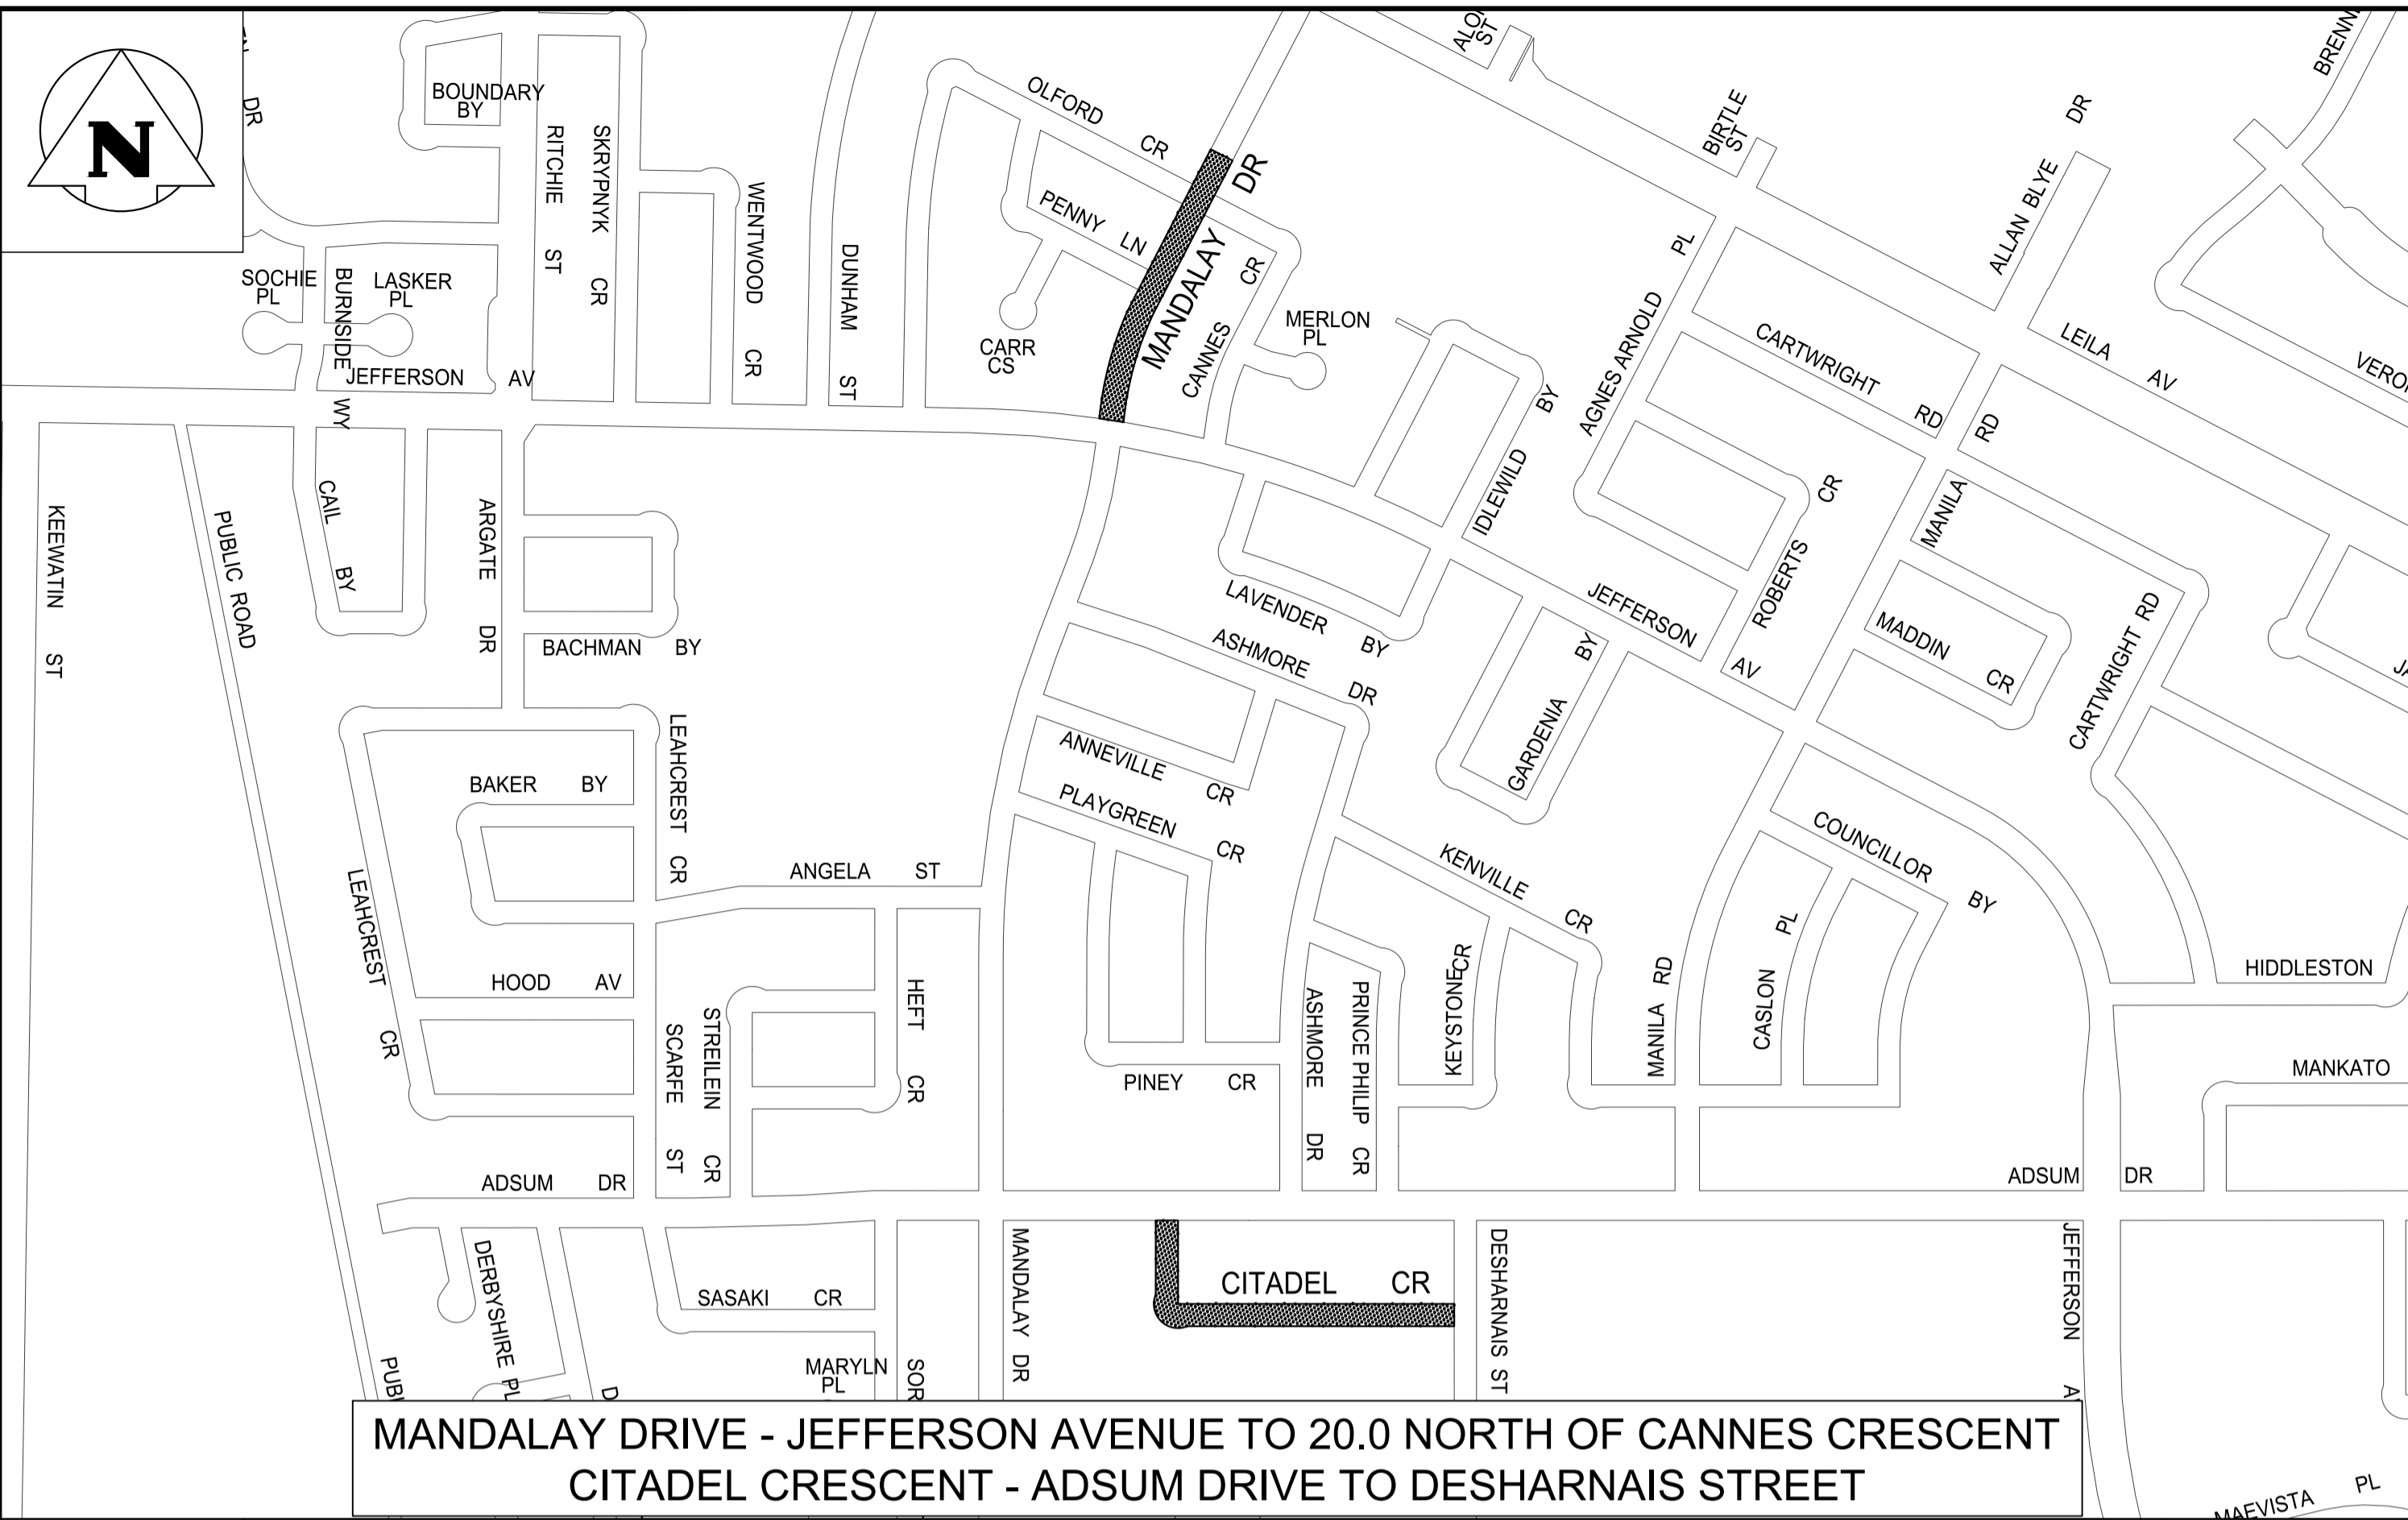 N
DR
BOUNDARY
BY
RITCHIE ST
SKRYPNYK CR
WENTWOOD CR
DUNHAM ST
OLFORD CR
PENNY LN
CARR
CS
MANDALAY DR
CANNES CR
MERLON
PL
ST
BIRTLE
ST
ALLAN BLYE DR
AGNES ARNOLD PL
CARTWRIGHT RD
LEILA AV
SOCHIE
PL
BURNSIDE WY
LASKER
PL
JEFFERSON AV
KEEWATIN ST
PUBLIC ROAD
CAIL BY
ARGATE DR
BACHMAN BY
IDLEWILD BY
LAVENDER BY
ASHMORE DR
JEFFERSON AV
ROBERTS CR
MANILA RD
MADDIN CR
CARTWRIGHT RD
GARDENIA BY
ANNEVILLE CR
PLAYGREEN CR
LEAHCREST CR
BAKER BY
ANGELA ST
KENVILLE CR
COUNCILLOR BY
LEAHCREST CR
HOOD AV
SCARFE ST
STREILEIN CR
HEFT CR
PINEY CR
ASHMORE DR
PRINCE PHILIP CR
KEYSTONE CR
MANILA RD
CASLON PL
HIDDLESTON
MANKATO
ADSUM DR
ADSUM DR
DERBYSHIRE PL
SASAKI CR
MARYLN
PL
MANDALAY DR
CITADEL CR
DESHARNAIS ST
JEFFERSON
MAEVISTA PL
MANDALAY DRIVE - JEFFERSON AVENUE TO 20.0 NORTH OF CANNES CRESCENT
CITADEL CRESCENT - ADSUM DRIVE TO DESHARNAIS STREET